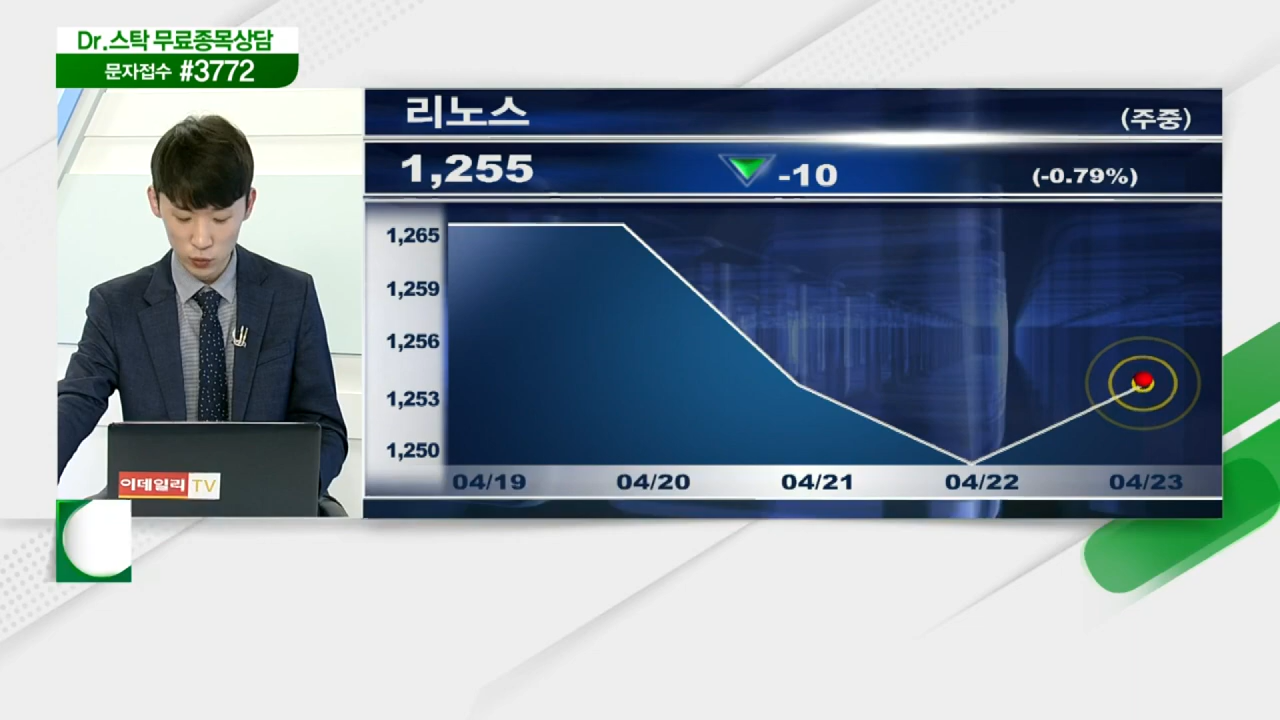 Dr.스탁 무료종목상담
문자접수 #3772
리노스
(주중)
1,255
-10
(-0.79%)
1,265
1,259
1,256
1,253
1,250
04/19 04/20 04/21 04/22 04/23
이데일리 TV